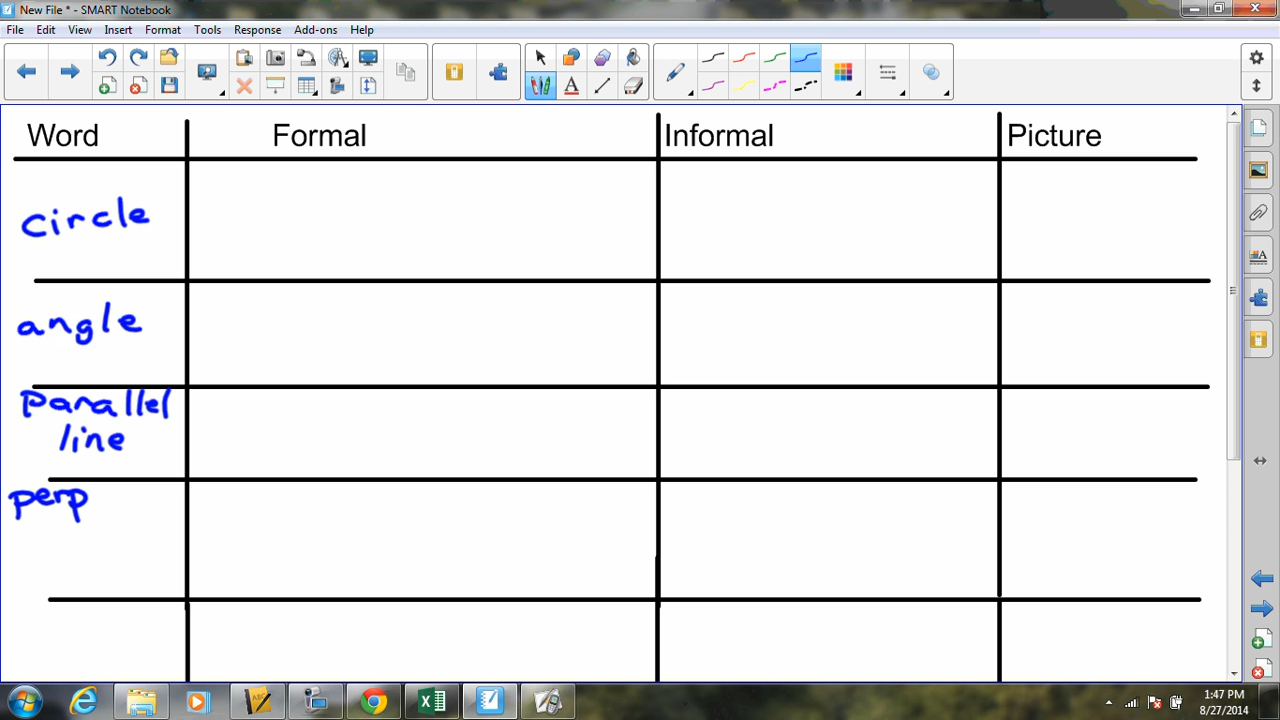 New File * - SMART Notebook
File Edit View Insert Format Tools Response Add-ons Help
Word Formal Informal Picture
circle
angle
parallel
line
perp
1:47 PM
8/27/2014